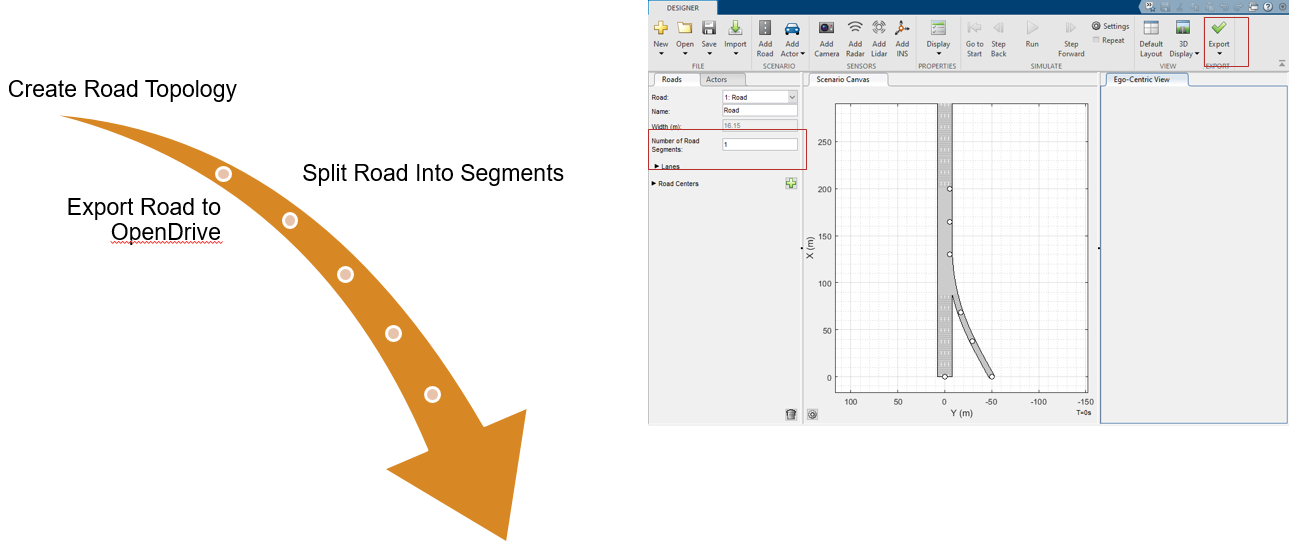 Create Road Topology
Split Road Into Segments
Export Road to
OpenDrive
DESIGNER
New
Open
Save
Import
Add
Road
Add
Actor
Add
Camera
Add
Radar
Add
Lidar
Add
INS
Display
Go to
Start
Step
Back
Run
Step
Forward
Settings
Repeat
Default
Layout
3D
Display
Export
FILE
SCENARIO
SENSORS
PROPERTIES
SIMULATE
VIEW
EXPORT
Roads
Actors
Road:
1: Road
Name:
Road
Width (m):
16.15
Number of Road
Segments:
1
Lanes
Road Centers
Scenario Canvas
X (m)
250
200
150
100
50
0
100
50
0
-50
-100
-150
Y (m)
T=0s
Ego-Centric View